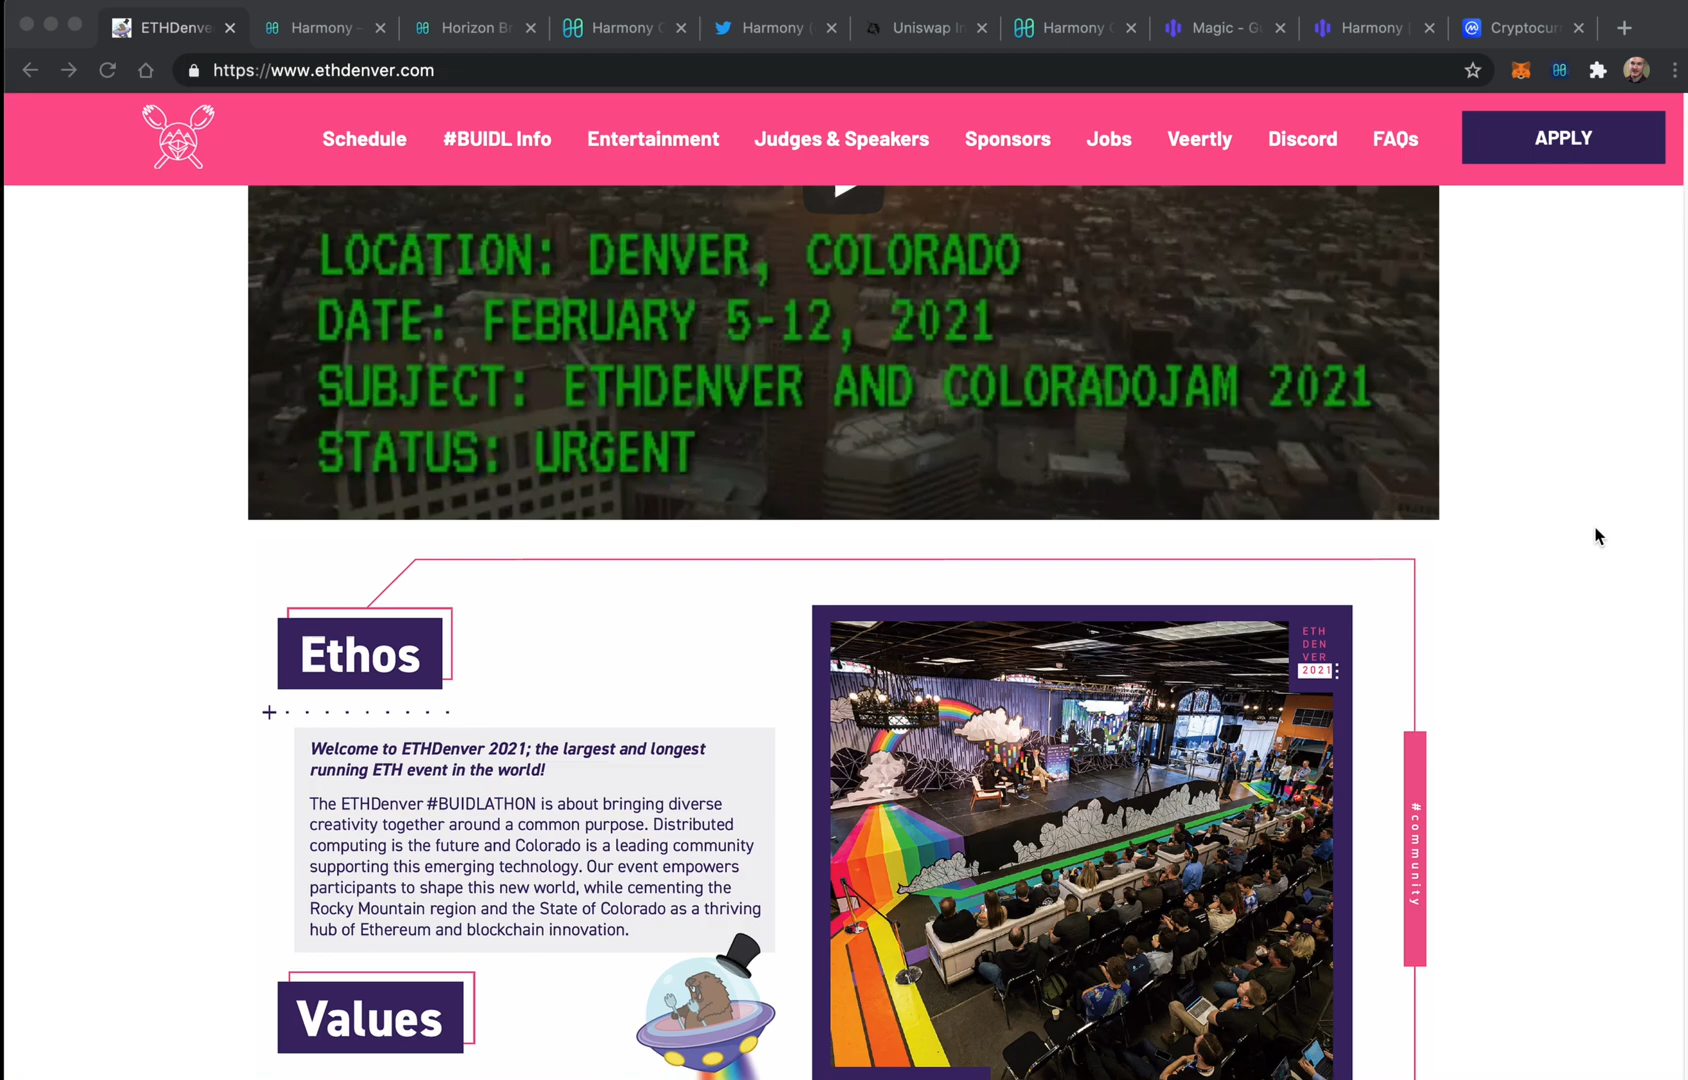 ETHDenve
Harmony –
Horizon Br
Harmony (
Harmony (
Uniswap In
Harmony (
Magic - Gu
Harmony |
Cryptocurr
https://www.ethdenver.com
Schedule
#BUIDL Info
Entertainment
Judges & Speakers
Sponsors
Jobs
Veertly
Discord
FAQs
APPLY
LOCATION: DENVER, COLORADO
DATE: FEBRUARY 5-12, 2021
SUBJECT: ETHDENVER AND COLORADOJAM 2021
STATUS: URGENT
Ethos
Welcome to ETHDenver 2021; the largest and longest
running ETH event in the world!
The ETHDenver #BUIDLATHON is about bringing diverse
creativity together around a common purpose. Distributed
computing is the future and Colorado is a leading community
supporting this emerging technology. Our event empowers
participants to shape this new world, while cementing the
Rocky Mountain region and the State of Colorado as a thriving
hub of Ethereum and blockchain innovation.
Values
ETH
DEN
VER
2021
#community